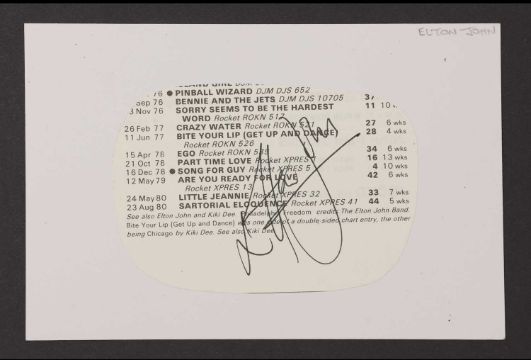 ELTON JOHN
76 ● PINBALL WIZARD DJM DJS 652
Sep 76 BENNIE AND THE JETS DJM DJS 10705 37
3 Nov 76 SORRY SEEMS TO BE THE HARDEST 11 10
WORD Rocket ROKN 512
26 Feb 77 CRAZY WATER Rocket ROKN 521 27 6 wks
11 Jun 77 BITE YOUR LIP (GET UP AND DANCE) 28 4 wks
Rocket ROKN 526
15 Apr 78 EGO Rocket ROKN 34 6 wks
21 Oct 78 PART TIME LOVE Rocket XPRES 16 13 wks
16 Dec 78 ● SONG FOR GUY Rocket XPRES 5 4 10 wks
12 May 79 ARE YOU READY FOR LOVE 42 6 wks
Rocket XPRES 13
24 May 80 LITTLE JEANNIE Rocket XPRES 32 33 7 wks
23 Aug 80 SARTORIAL ELOQUENCE Rocket XPRES 41 44 5 wks
See also Elton John and Kiki Dee. Philadelphia Freedom credits The Elton John Band.
Bite Your Lip (Get Up and Dance) was one side of a double-sided chart entry, the other
being Chicago by Kiki Dee. See also Kiki Dee.